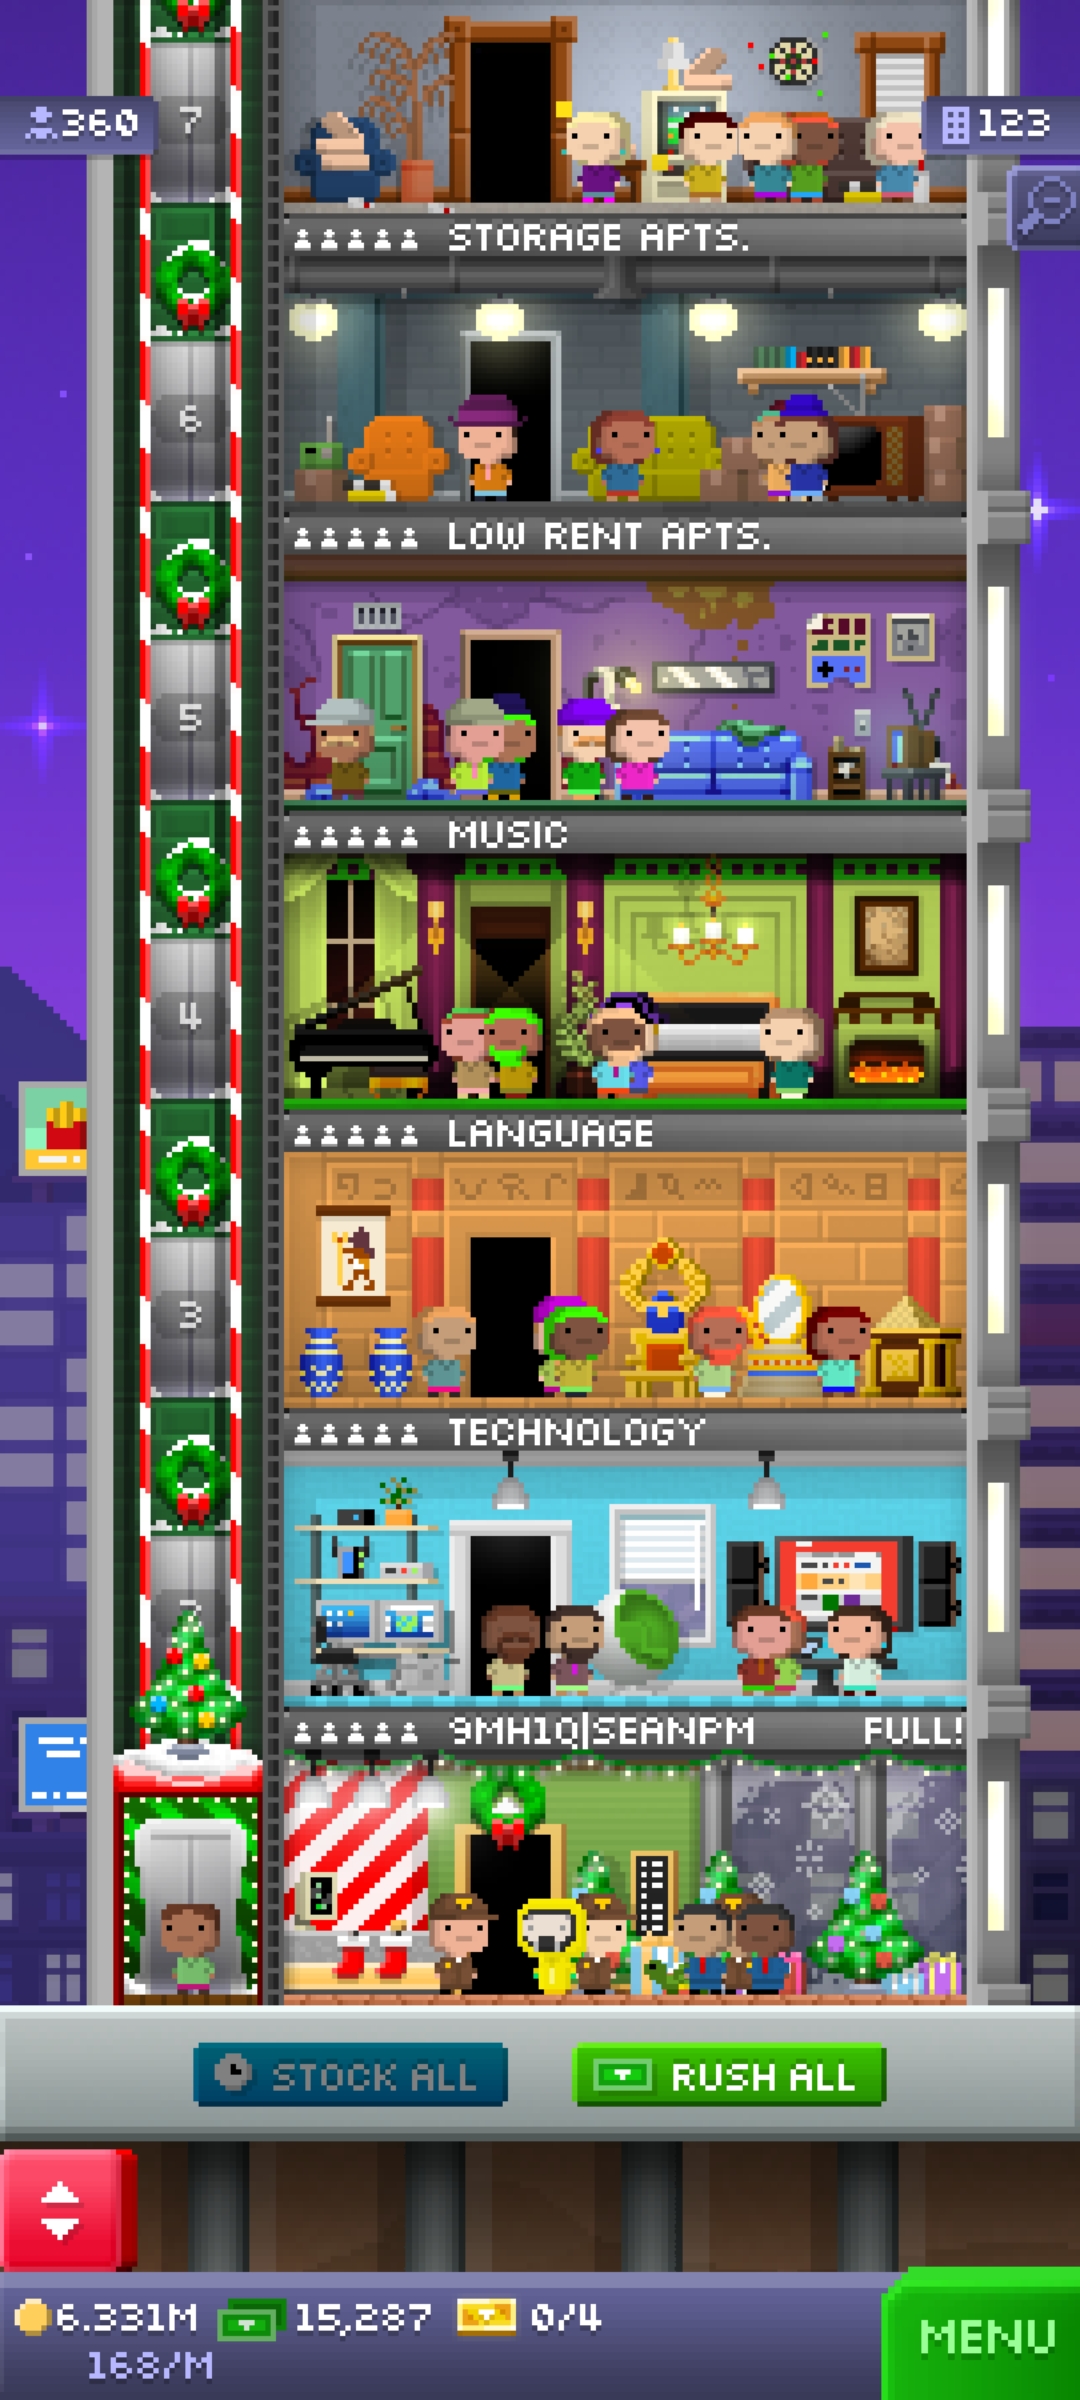 7
360
123
STORAGE APTS.
6
LOW RENT APTS.
5
MUSIC
4
LANGUAGE
3
TECHNOLOGY
9MH1Q|SEANPM FULL!
STOCK ALL
RUSH ALL
6.331M 15,287 0/4
168/M
MENU